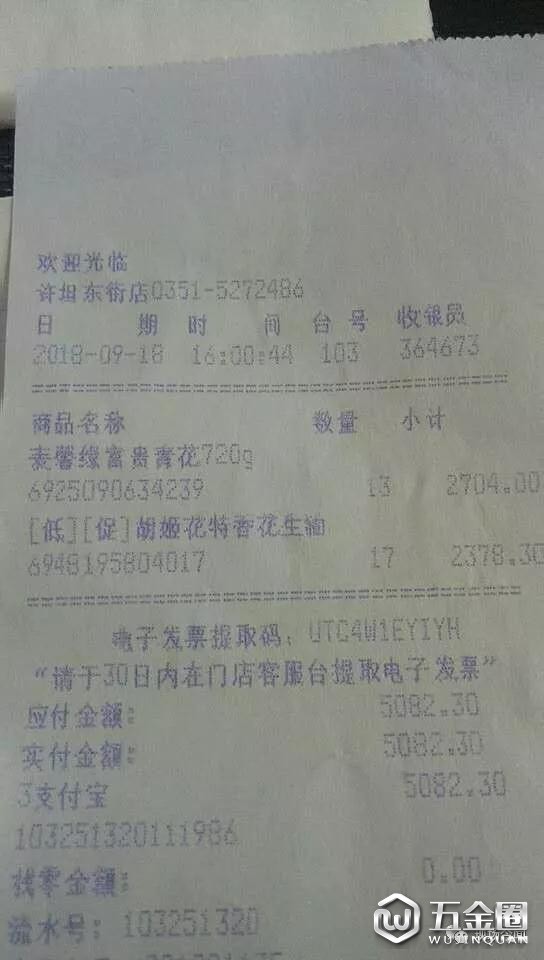 欢迎光临
许坦东街店0351-5272486
日 期 时 间 台号 收银员
2018-09-18 16:00:44 103 364673
商品名称 数量 小计
素馨缘富贵青花720g
6925090634239 13 2704.00
[低][促]胡姬花特香花生油
6948195804017 17 2378.30
电子发票提取码：UTC4W1EYIYH
“请于30日内在门店客服台提取电子发票”
应付金额： 5082.30
实付金额： 5082.30
3支付宝 5082.30
103251320111986
找零金额： 0.00
流水号：103251320
五金圈
WUJINQUAN